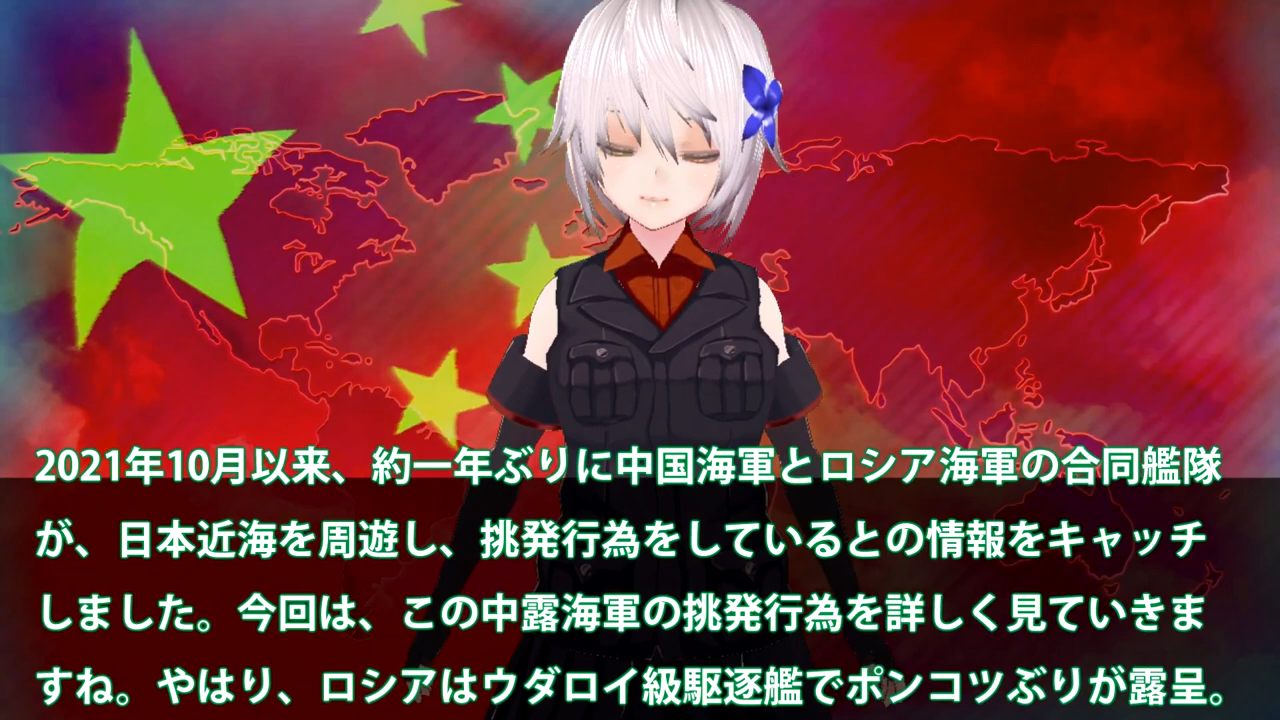 2021年10月以来、約一年ぶりに中国海軍とロシア海軍の合同艦隊
が、日本近海を周遊し、挑発行為をしているとの情報をキャッチ
しました。今回は、この中露海軍の挑発行為を詳しく見ていきま
すね。やはり、ロシアはウダロイ級駆逐艦でポンコツぶりが露呈。